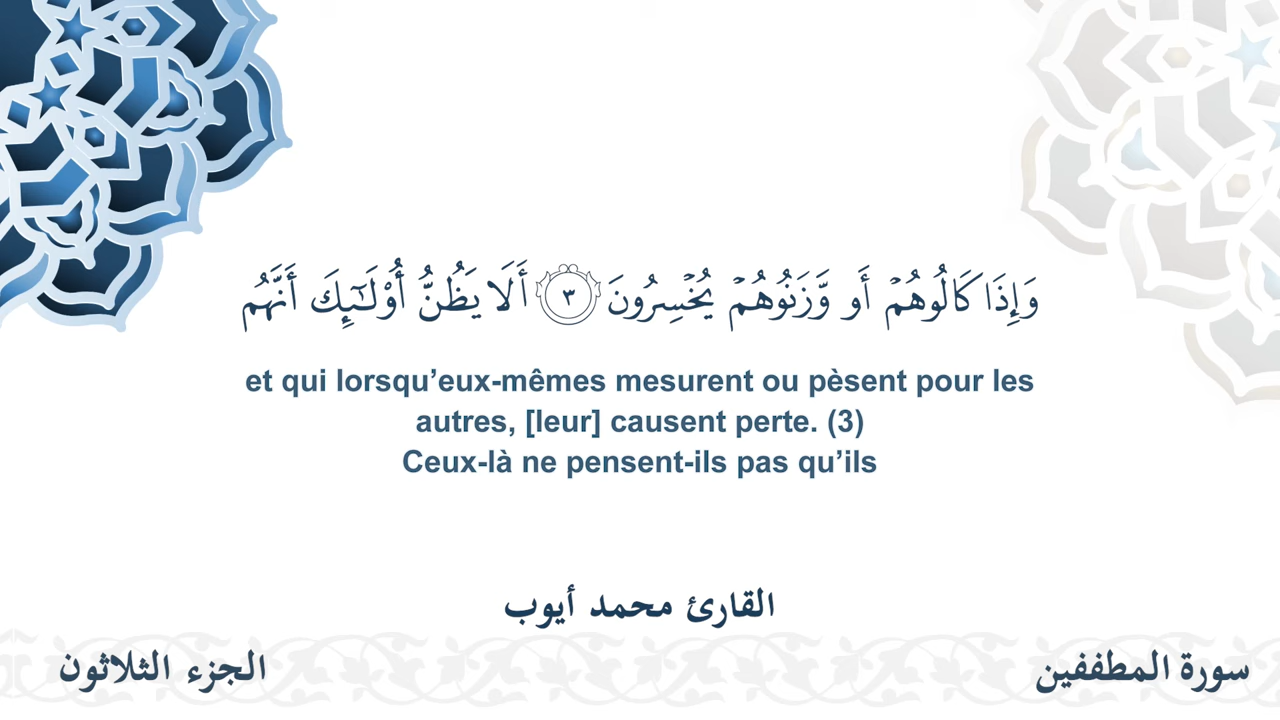 وَإِذَا كَالُوهُمْ أَو وَّزَنُوهُمْ يُخْسِرُونَ ٣ أَلَا يَظُنُّ أُوْلَـٰٓئِكَ أَنَّهُم
et qui lorsqu’eux-mêmes mesurent ou pèsent pour les
autres, [leur] causent perte. (3)
Ceux-là ne pensent-ils pas qu’ils
القارئ محمد أيوب
سورة المطففين
الجزء الثلاثون